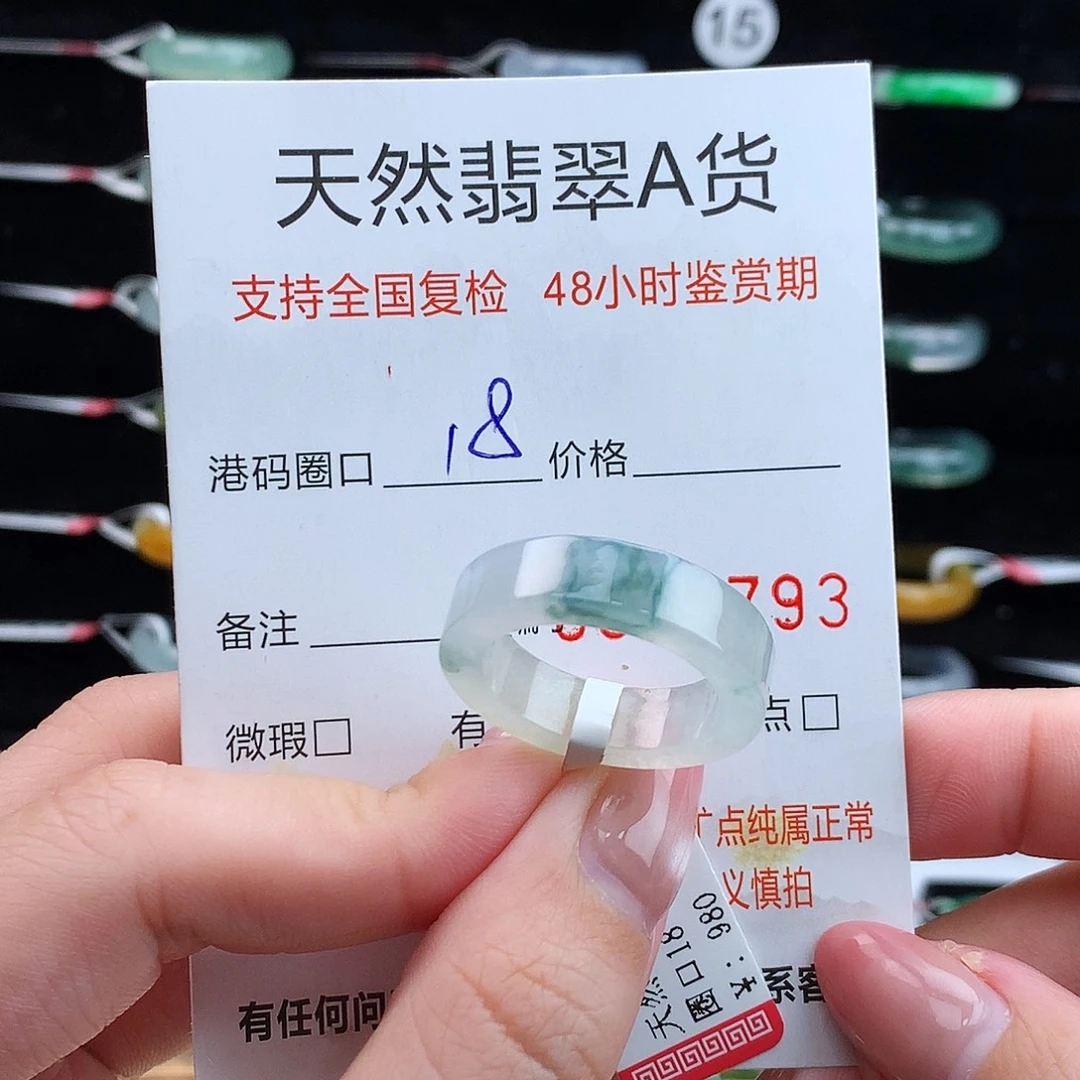 15
天然翡翠A货
支持全国复检 48小时鉴赏期
港码圈口 18 价格
备注 793
微瑕 有 点
点纯属正常
义慎拍
有任何问 系客
天然
圈口18
980